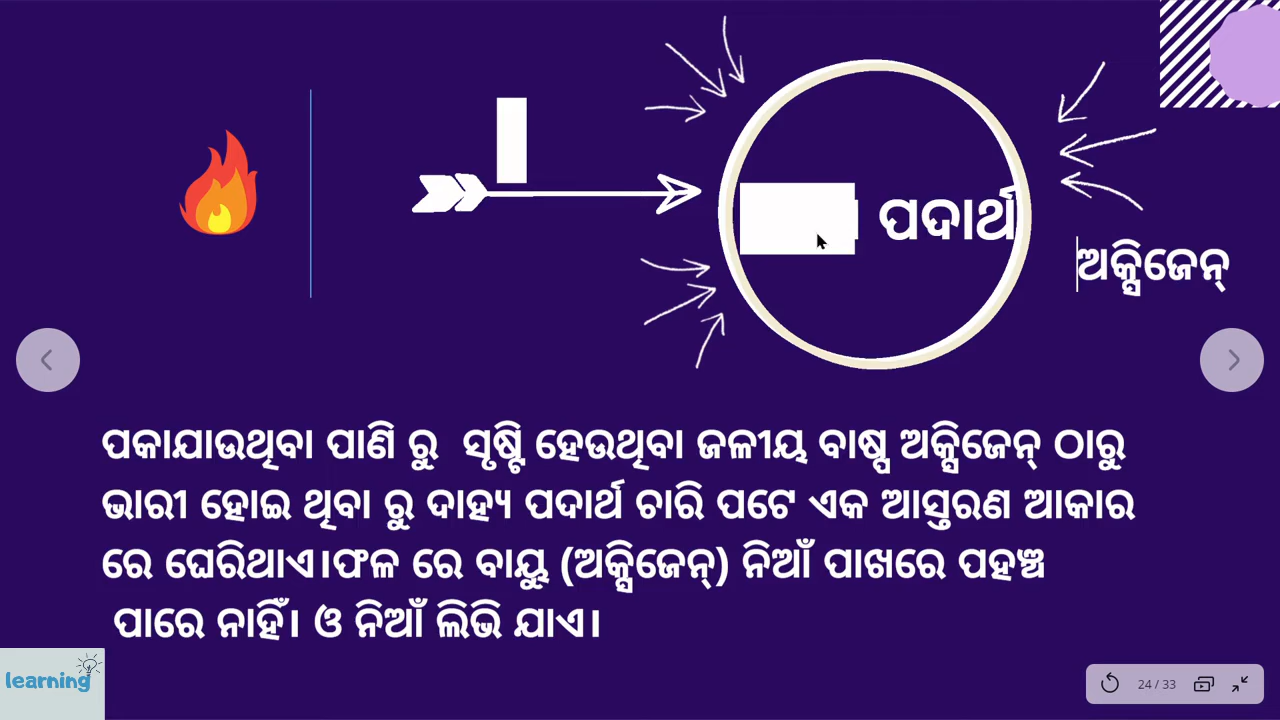 ପଦାର୍ଥ
ଅକ୍ସିଜେନ୍
ପକାଯାଉଥିବା ପାଣି ରୁ ସୃଷ୍ଟି ହେଉଥିବା ଜଳୀୟ ବାଷ୍ପ ଅକ୍ସିଜେନ୍ ଠାରୁ
ଭାରୀ ହୋଇ ଥିବା ରୁ ଦାହ୍ୟ ପଦାର୍ଥ ଚାରି ପଟେ ଏକ ଆସ୍ତରଣ ଆକାର
ରେ ଘେରିଥାଏ।ଫଳ ରେ ବାୟୁ (ଅକ୍ସିଜେନ୍) ନିଆଁ ପାଖରେ ପହଞ୍ଚ
ପାରେ ନାହିଁ। ଓ ନିଆଁ ଲିଭି ଯାଏ।
learning
24 / 33